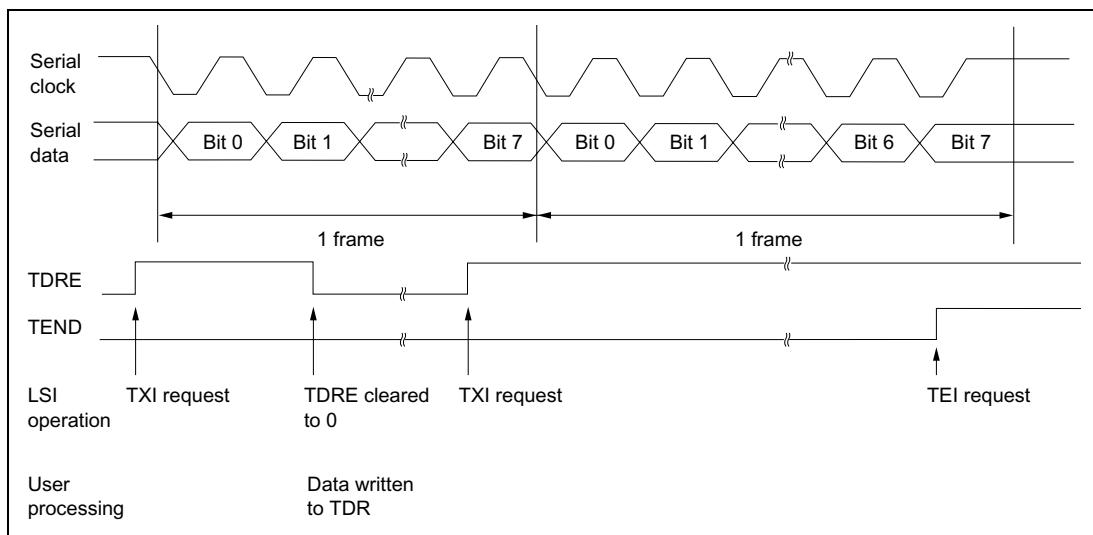 Serial
clock
Serial
data
Bit 0
Bit 1
Bit 7
Bit 0
Bit 1
Bit 6
Bit 7
1 frame
1 frame
TDRE
TEND
LSI
operation
TXI request
TDRE cleared
to 0
TXI request
TEI request
User
processing
Data written
to TDR